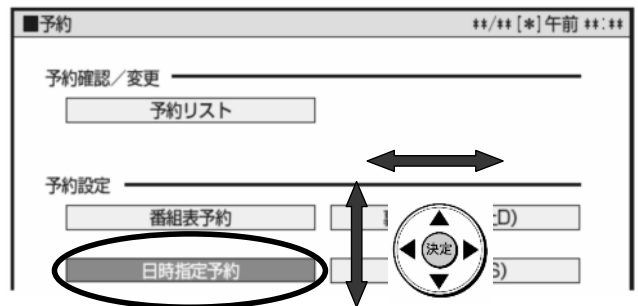 ■予約 **/** [*] 午前 **:**
予約確認／変更
予約リスト
予約設定
番組表予約 D)
日時指定予約 決定 S)